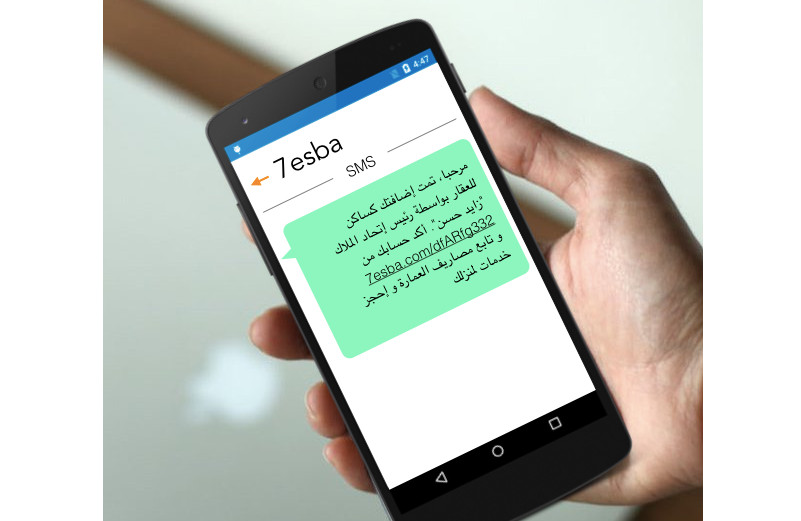 4:47
7esba
SMS
مرحبا، تمت إضافتك كساكن
للعقار بواسطة رئيس إتحاد الملاك
"زايد حسن". اكد حسابك من
7esba.com/dfARfg332
و تابع مصاريف العمارة و إحجز
خدمات لمنزلك